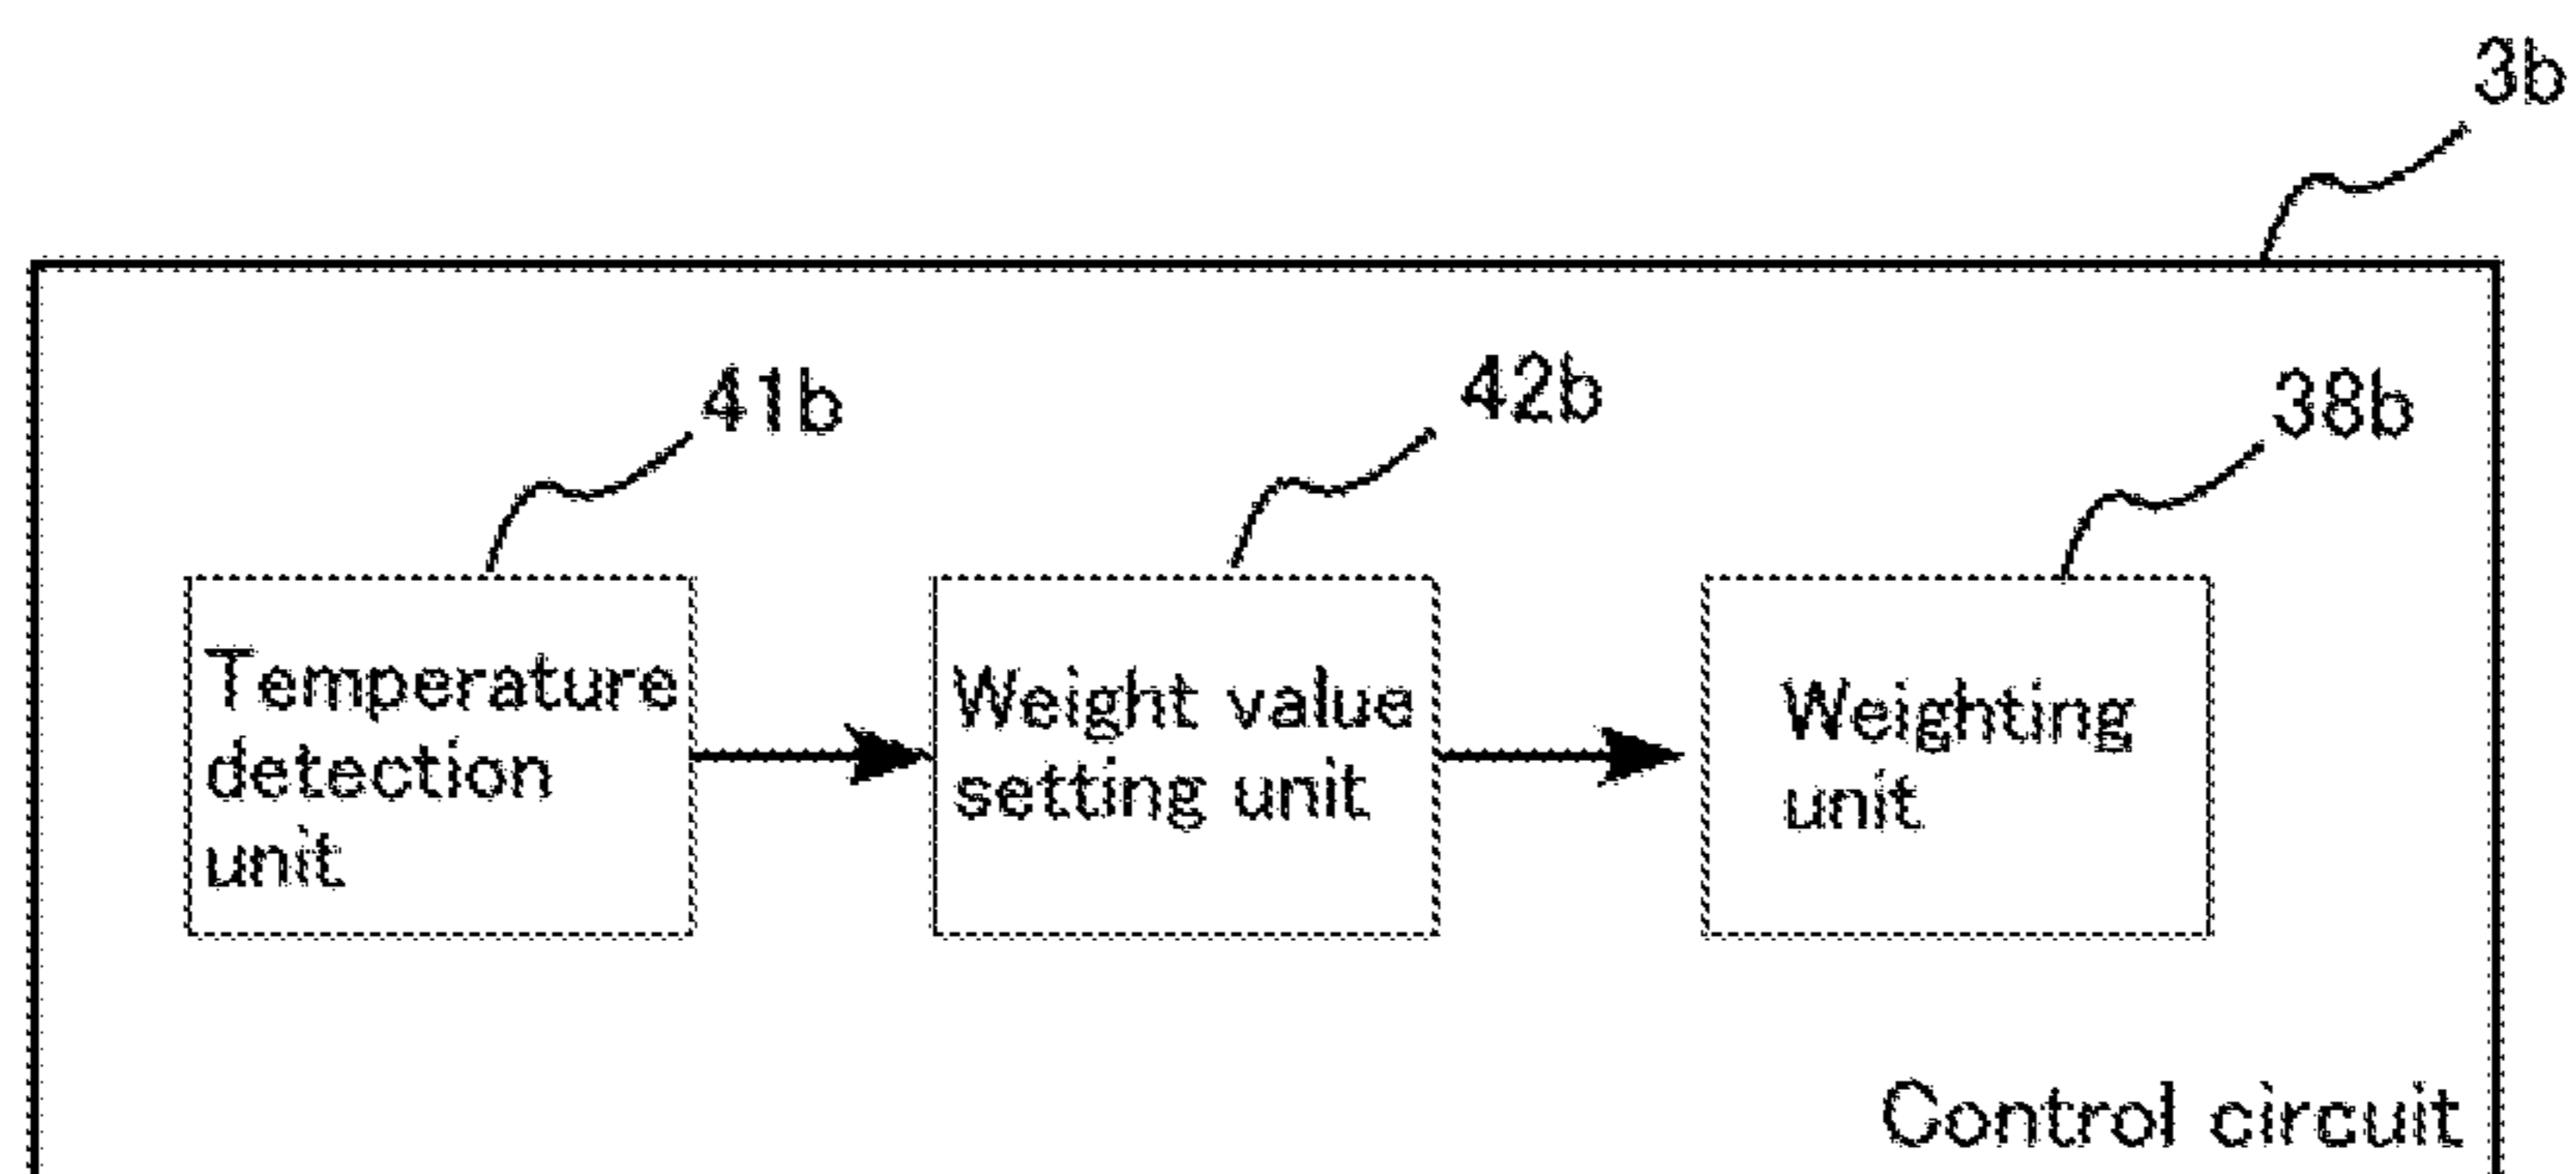 3b
41b
42b
38b
Temperature
detection
unit
Weight value
setting unit
Weighting
unit
Control circuit